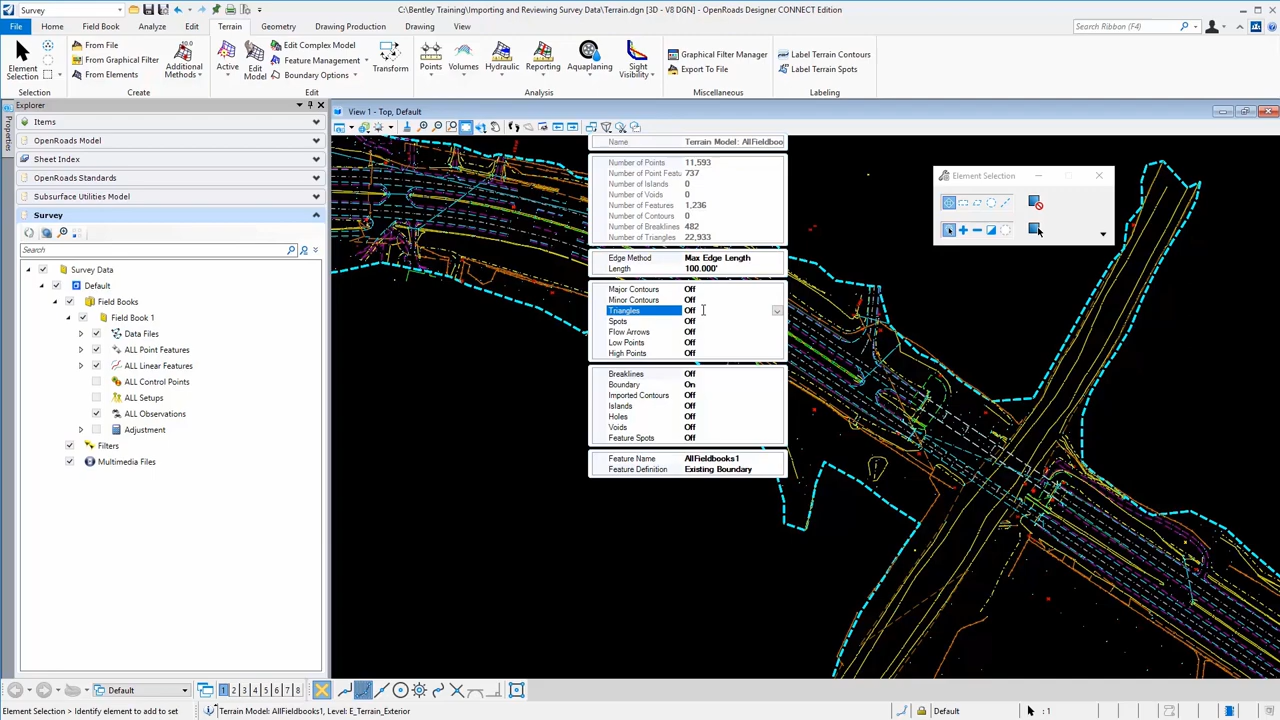 Survey
C:\Bentley Training\Importing and Reviewing Survey Data\Terrain.dgn [3D - V8 DGN] - OpenRoads Designer CONNECT Edition
File
Home
Field Book
Analyze
Edit
Terrain
Geometry
Drawing Production
Drawing
View
Search Ribbon (F4)
Element Selection
Selection
From File
From Graphical Filter
From Elements
Additional Methods
Create
Active
Edit Model
Edit Complex Model
Feature Management
Boundary Options
Transform
Edit
Points
Volumes
Hydraulic
Reporting
Aquaplaning
Sight Visibility
Analysis
Graphical Filter Manager
Export To File
Miscellaneous
Label Terrain Contours
Label Terrain Spots
Labeling
Explorer
Properties
Items
OpenRoads Model
Sheet Index
OpenRoads Standards
Subsurface Utilities Model
Survey
Search
Survey Data
Default
Field Books
Field Book 1
Data Files
ALL Point Features
ALL Linear Features
ALL Control Points
ALL Setups
ALL Observations
Adjustment
Filters
Multimedia Files
View 1 - Top, Default
Name Terrain Model: AllFieldboo
Number of Points 11,593
Number of Point Featu 737
Number of Islands 0
Number of Voids 0
Number of Features 1,236
Number of Contours 0
Number of Breaklines 482
Number of Triangles 22,933
Edge Method Max Edge Length
Length 100.000'
Major Contours Off
Minor Contours Off
Triangles Off
Spots Off
Flow Arrows Off
Low Points Off
High Points Off
Breaklines Off
Boundary On
Imported Contours Off
Islands Off
Holes Off
Voids Off
Feature Spots Off
Feature Name AllFieldbooks1
Feature Definition Existing Boundary
Element Selection
Default
1 2 3 4 5 6 7 8
Element Selection > Identify element to add to set
Terrain Model: AllFieldbooks1, Level: E_Terrain_Exterior
Default
: 1